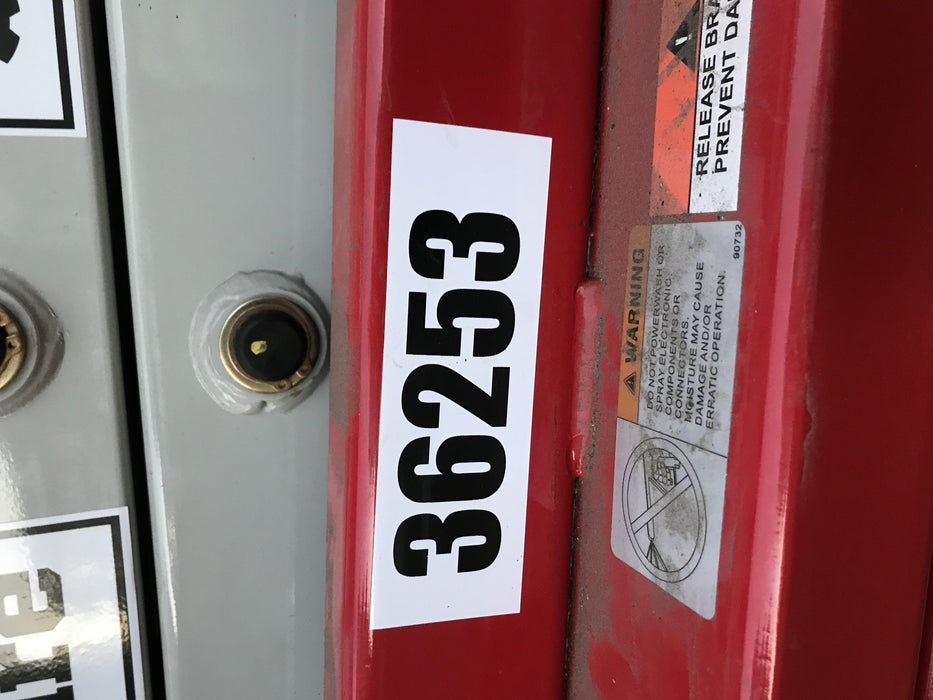 36253
RELEASE BRA
PREVENT DA
WARNING
DO NOT POWERWASH OR
SPRAY ELECTRONIC
COMPONENTS OR
CONNECTORS.
MOISTURE MAY CAUSE
DAMAGE AND/OR
ERRATIC OPERATION.
90732